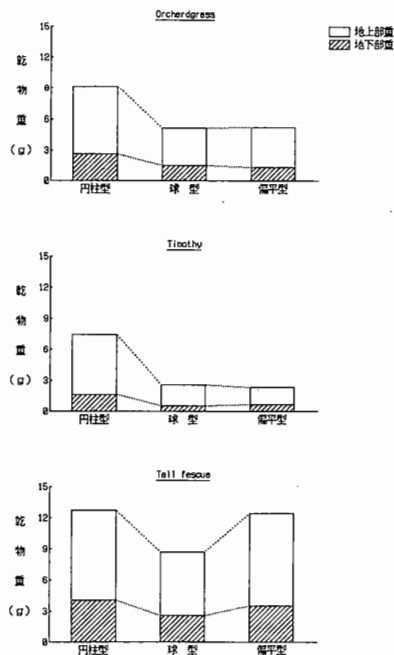 Orcherdgrass
地上部重
地下部重
15
12
9
6
3
0
乾
物
重
(g)
円柱型 球 型 偏平型
Timothy
15
12
9
6
3
0
乾
物
重
(g)
円柱型 球 型 偏平型
Tall fescue
15
12
9
6
3
0
乾
物
重
(g)
円柱型 球 型 偏平型